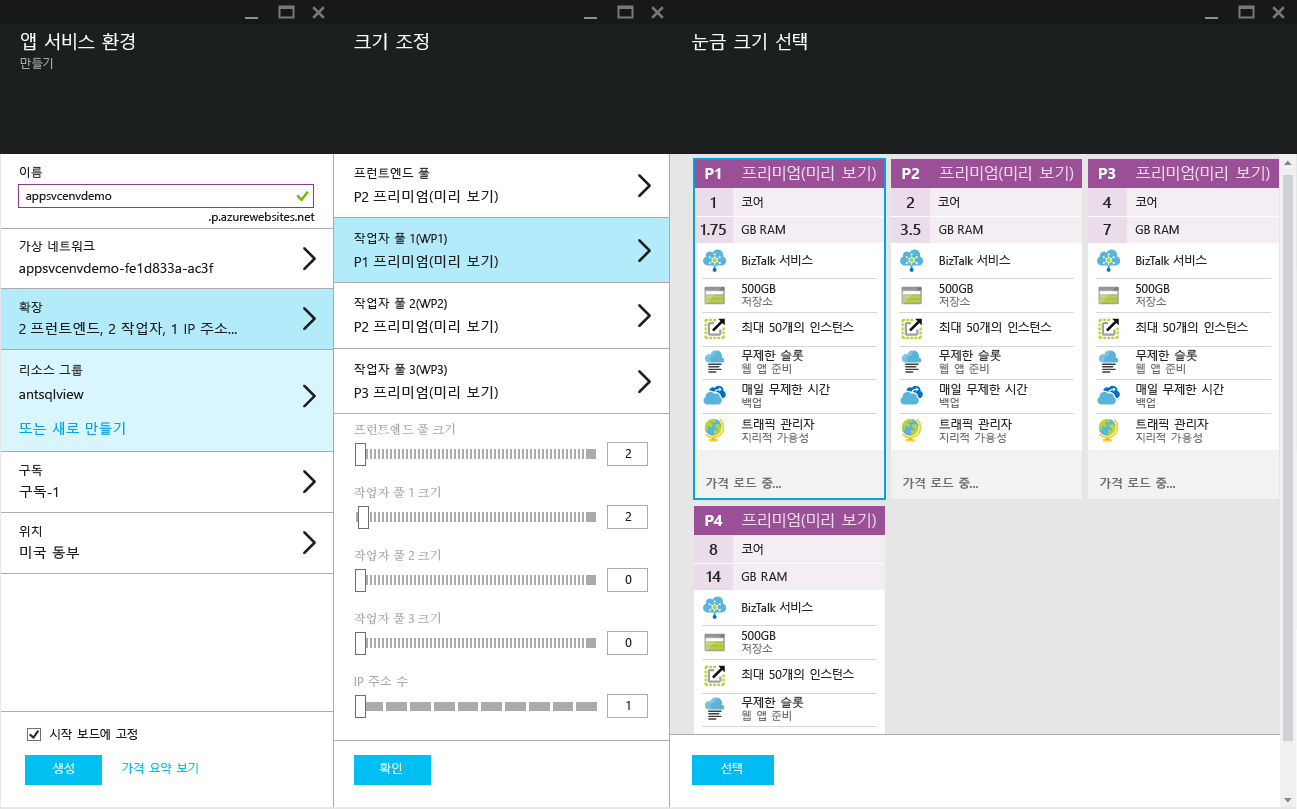 앱 서비스 환경
만들기
이름
appsvcenvdemo
.p.azurewebsites.net
가상 네트워크
appsvcenvdemo-fe1d833a-ac3f
확장
2 프런트엔드, 2 작업자, 1 IP 주소...
리소스 그룹
antsqlview
또는 새로 만들기
구독
구독-1
위치
미국 동부
시작 보드에 고정
생성
가격 요약 보기
크기 조정
프런트엔드 풀
P2 프리미엄(미리 보기)
작업자 풀 1(WP1)
P1 프리미엄(미리 보기)
작업자 풀 2(WP2)
P2 프리미엄(미리 보기)
작업자 풀 3(WP3)
P3 프리미엄(미리 보기)
프런트엔드 풀 크기
2
작업자 풀 1 크기
2
작업자 풀 2 크기
0
작업자 풀 3 크기
0
IP 주소 수
1
확인
눈금 크기 선택
P1 프리미엄(미리 보기)
1 코어
1.75 GB RAM
BizTalk 서비스
500GB
저장소
최대 50개의 인스턴스
무제한 슬롯
웹 앱 준비
매일 무제한 시간
백업
트래픽 관리자
지리적 가용성
가격 로드 중...
P2 프리미엄(미리 보기)
2 코어
3.5 GB RAM
BizTalk 서비스
500GB
저장소
최대 50개의 인스턴스
무제한 슬롯
웹 앱 준비
매일 무제한 시간
백업
트래픽 관리자
지리적 가용성
가격 로드 중...
P3 프리미엄(미리 보기)
4 코어
7 GB RAM
BizTalk 서비스
500GB
저장소
최대 50개의 인스턴스
무제한 슬롯
웹 앱 준비
매일 무제한 시간
백업
트래픽 관리자
지리적 가용성
가격 로드 중...
P4 프리미엄(미리 보기)
8 코어
14 GB RAM
BizTalk 서비스
500GB
저장소
최대 50개의 인스턴스
무제한 슬롯
웹 앱 준비
선택